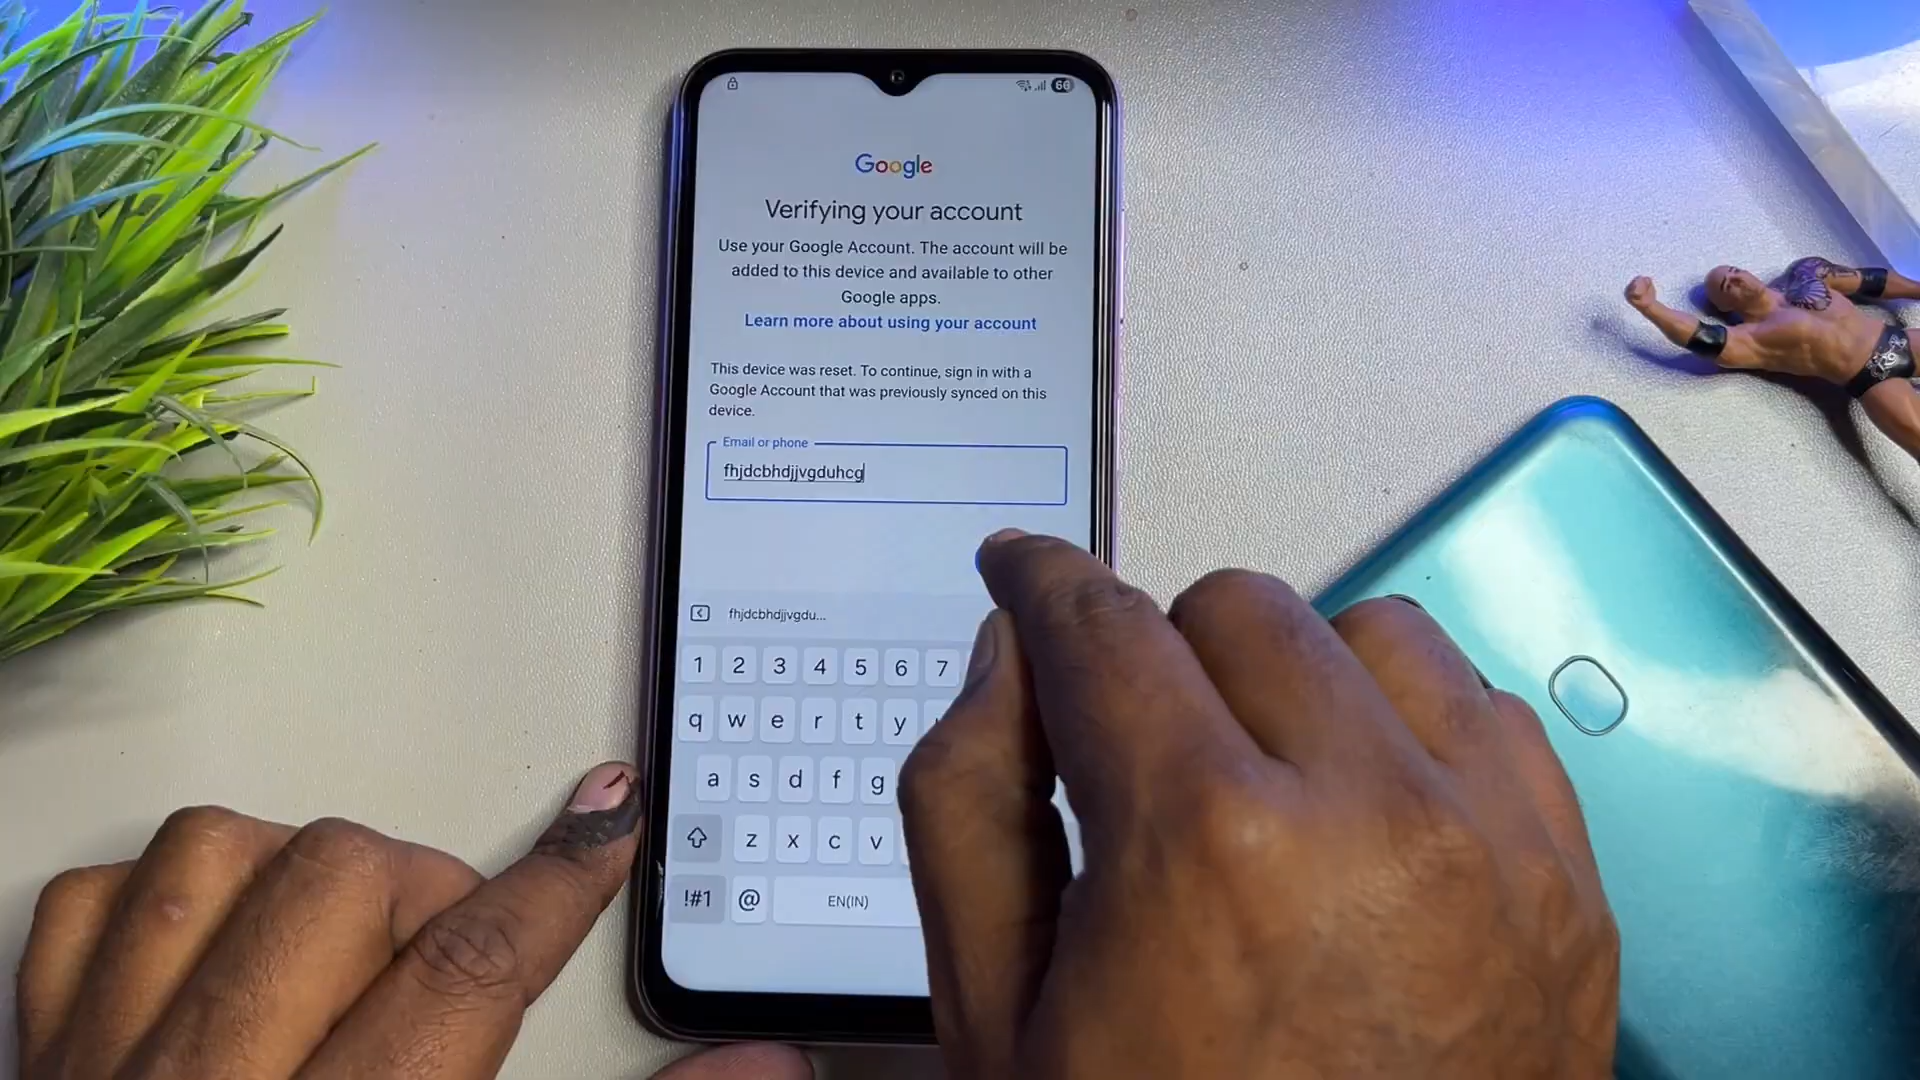 66
Google
Verifying your account
Use your Google Account. The account will be
added to this device and available to other
Google apps.
Learn more about using your account
This device was reset. To continue, sign in with a
Google Account that was previously synced on this
device.
Email or phone
fhjdcbhdjjvgduhcg
fhjdcbhdjjvgdu...
1 2 3 4 5 6 7
q w e r t y
a s d f g
z x c v
!#1 @ EN(IN)